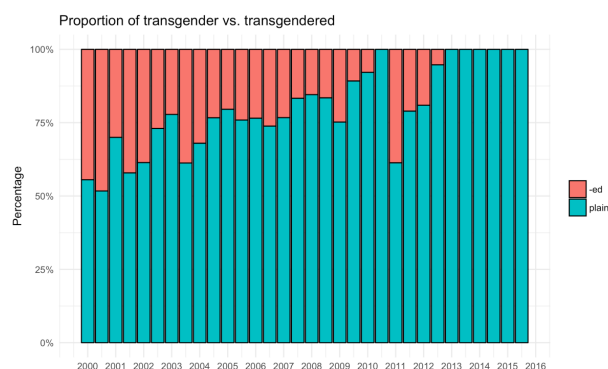 Proportion of transgender vs. transgendered
100%
75%
50%
25%
0%
Percentage
-ed
plain
2000 2001 2002 2003 2004 2005 2006 2007 2008 2009 2010 2011 2012 2013 2014 2015 2016